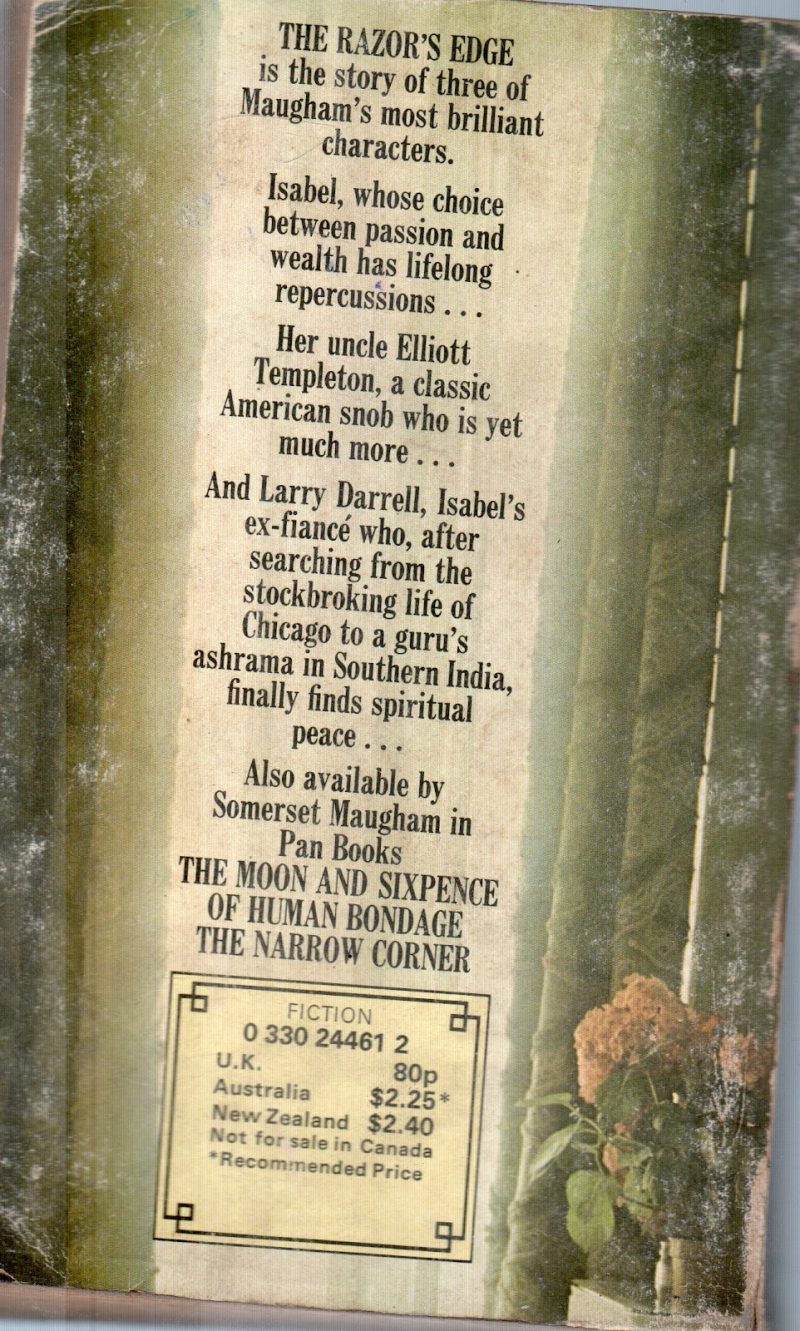 THE RAZOR'S EDGE
is the story of three of
Maugham's most brilliant
characters.
Isabel, whose choice
between passion and
wealth has lifelong
repercussions . . .
Her uncle Elliott
Templeton, a classic
American snob who is yet
much more . . .
And Larry Darrell, Isabel's
ex-fiancé who, after
searching from the
stockbroking life of
Chicago to a guru's
ashrama in Southern India,
finally finds spiritual
peace . . .
Also available by
Somerset Maugham in
Pan Books
THE MOON AND SIXPENCE
OF HUMAN BONDAGE
THE NARROW CORNER
FICTION
0 330 24461 2
U.K. 80p
Australia $2.25*
New Zealand $2.40
Not for sale in Canada
*Recommended Price